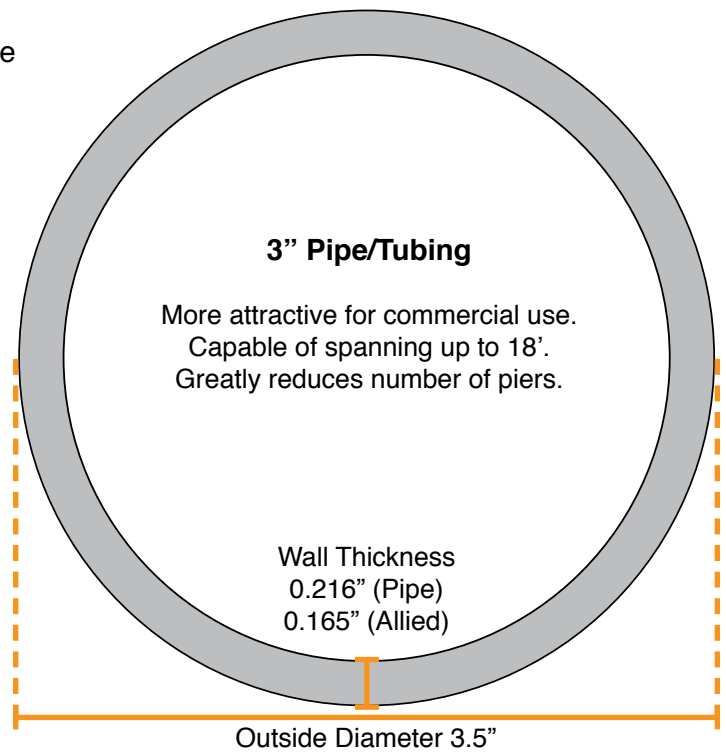 e
3” Pipe/Tubing
More attractive for commercial use.
Capable of spanning up to 18’.
Greatly reduces number of piers.
Wall Thickness
0.216” (Pipe)
0.165” (Allied)
Outside Diameter 3.5”